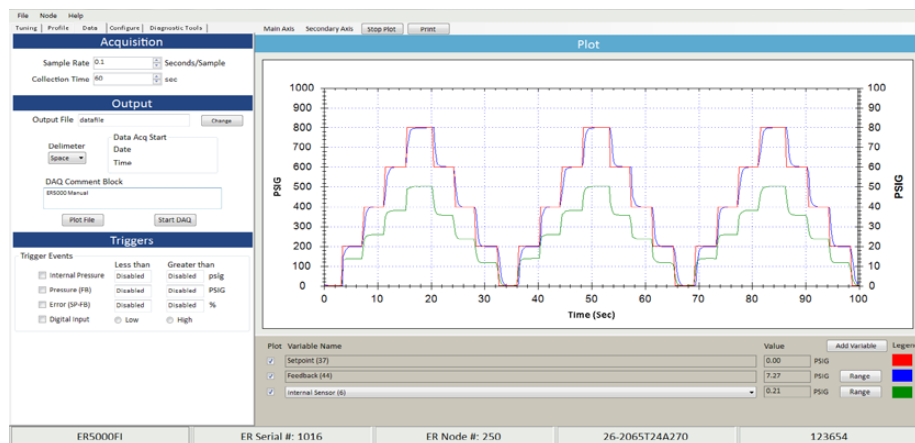 File Node Help
Tuning Profile Data Configure Diagnostic Tools
Main Axis Secondary Axis Stop Plot Print
Acquisition
Sample Rate 0.1 Seconds/Sample
Collection Time 60 sec
Output
Output File datafile Change
Delimeter
Space
Data Acq Start
Date
Time
DAQ Comment Block
ER5000 Manual
Plot File Start DAQ
Triggers
Trigger Events
Less than Greater than
Internal Pressure Disabled Disabled psig
Pressure (FB) Disabled Disabled PSIG
Error (SP-FB) Disabled Disabled %
Digital Input Low High
Plot
1000
900
800
700
600
500
400
300
200
100
0
PSIG
100
90
80
70
60
50
40
30
20
10
0
PSIG
0 10 20 30 40 50 60 70 80 90 100
Time (Sec)
Plot Variable Name Value Add Variable Legen
Setpoint (37) 0.00 PSIG
Feedback (44) 7.27 PSIG Range
Internal Sensor (6) 0.21 PSIG Range
ER5000FI ER Serial #: 1016 ER Node #: 250 26-2065T24A270 123654